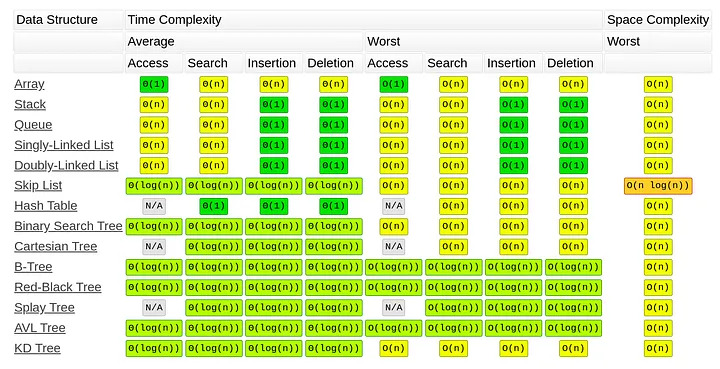 Data Structure Time Complexity Space Complexity
Average Worst Worst
Access Search Insertion Deletion Access Search Insertion Deletion
Array Θ(1) Θ(n) Θ(n) Θ(n) O(1) O(n) O(n) O(n) O(n)
Stack Θ(n) Θ(n) Θ(1) Θ(1) O(n) O(n) O(1) O(1) O(n)
Queue Θ(n) Θ(n) Θ(1) Θ(1) O(n) O(n) O(1) O(1) O(n)
Singly-Linked List Θ(n) Θ(n) Θ(1) Θ(1) O(n) O(n) O(1) O(1) O(n)
Doubly-Linked List Θ(n) Θ(n) Θ(1) Θ(1) O(n) O(n) O(1) O(1) O(n)
Skip List Θ(log(n)) Θ(log(n)) Θ(log(n)) Θ(log(n)) O(n) O(n) O(n) O(n) O(n log(n))
Hash Table N/A Θ(1) Θ(1) Θ(1) N/A O(n) O(n) O(n) O(n)
Binary Search Tree Θ(log(n)) Θ(log(n)) Θ(log(n)) Θ(log(n)) O(n) O(n) O(n) O(n) O(n)
Cartesian Tree N/A Θ(log(n)) Θ(log(n)) Θ(log(n)) N/A O(n) O(n) O(n) O(n)
B-Tree Θ(log(n)) Θ(log(n)) Θ(log(n)) Θ(log(n)) O(log(n)) O(log(n)) O(log(n)) O(log(n)) O(n)
Red-Black Tree Θ(log(n)) Θ(log(n)) Θ(log(n)) Θ(log(n)) O(log(n)) O(log(n)) O(log(n)) O(log(n)) O(n)
Splay Tree N/A Θ(log(n)) Θ(log(n)) Θ(log(n)) N/A O(log(n)) O(log(n)) O(log(n)) O(n)
AVL Tree Θ(log(n)) Θ(log(n)) Θ(log(n)) Θ(log(n)) O(log(n)) O(log(n)) O(log(n)) O(log(n)) O(n)
KD Tree Θ(log(n)) Θ(log(n)) Θ(log(n)) Θ(log(n)) O(n) O(n) O(n) O(n) O(n)